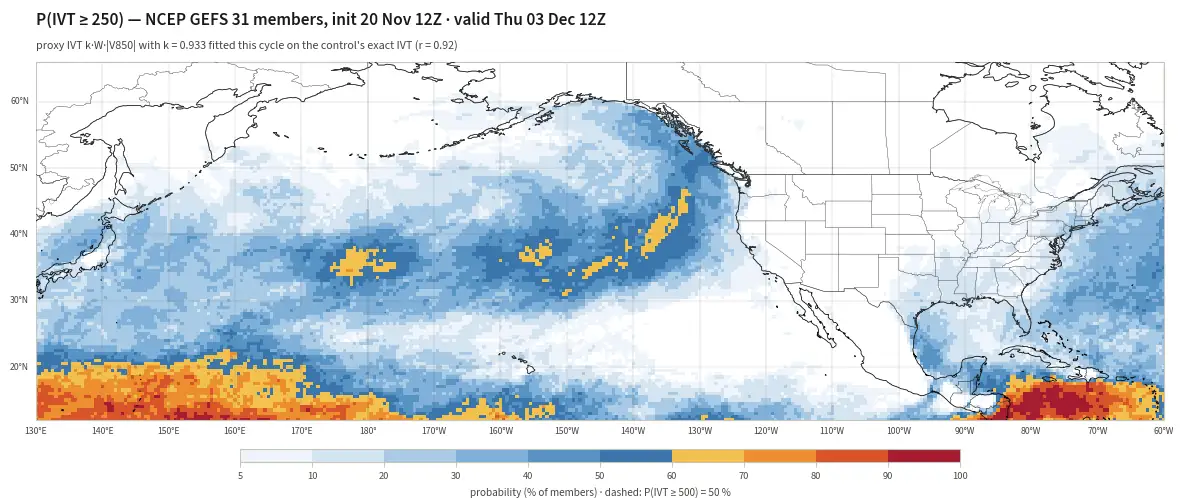 P(IVT ≥ 250) — NCEP GEFS 31 members, init 20 Nov 12Z · valid Thu 03 Dec 12Z
proxy IVT k·W·|V850| with k = 0.933 fitted this cycle on the control's exact IVT (r = 0.92)
60°N
50°N
40°N
30°N
20°N
130°E 140°E 150°E 160°E 170°E 180° 170°W 160°W 150°W 140°W 130°W 120°W 110°W 100°W 90°W 80°W 70°W 60°W
5 10 20 30 40 50 60 70 80 90 100
probability (% of members) · dashed: P(IVT ≥ 500) = 50 %